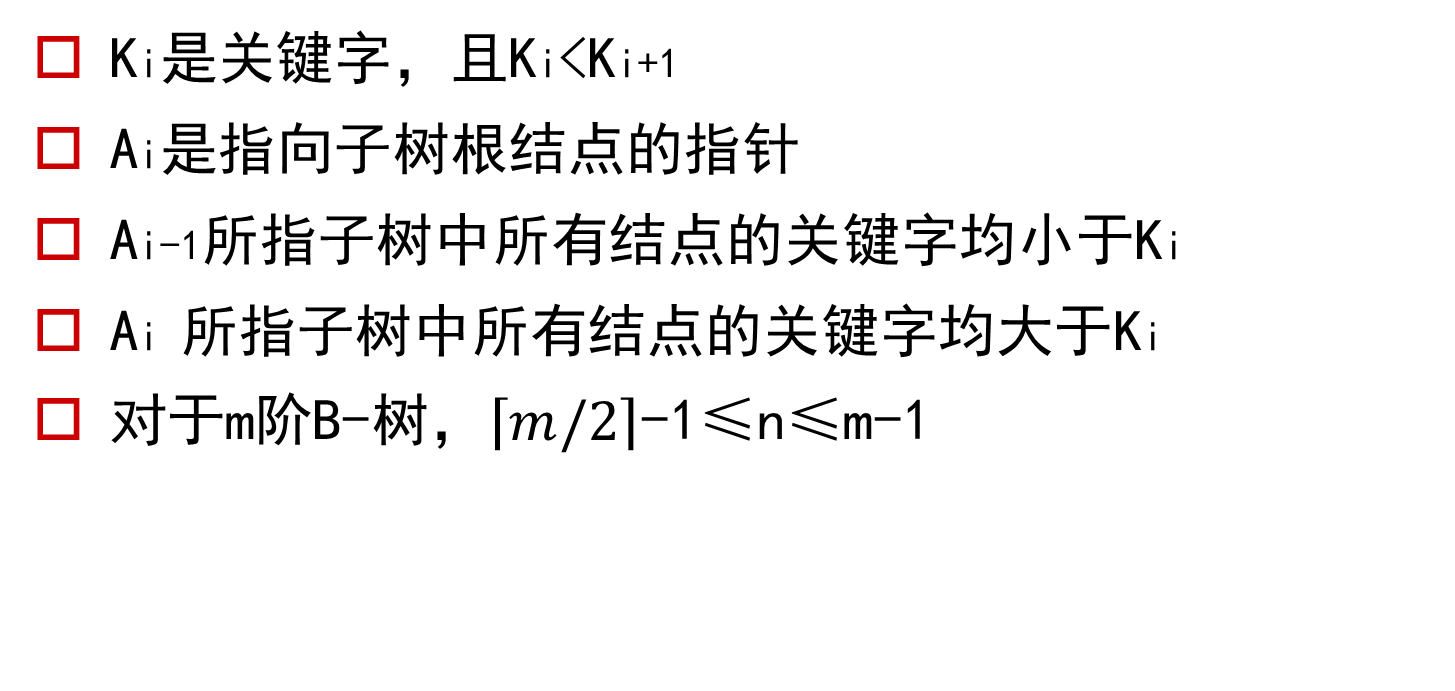 Ki是关键字，且Ki<Ki+1
Ai是指向子树根结点的指针
Ai-1所指子树中所有结点的关键字均小于Ki
Ai 所指子树中所有结点的关键字均大于Ki
对于m阶B-树，⌈m/2⌉-1≤n≤m-1